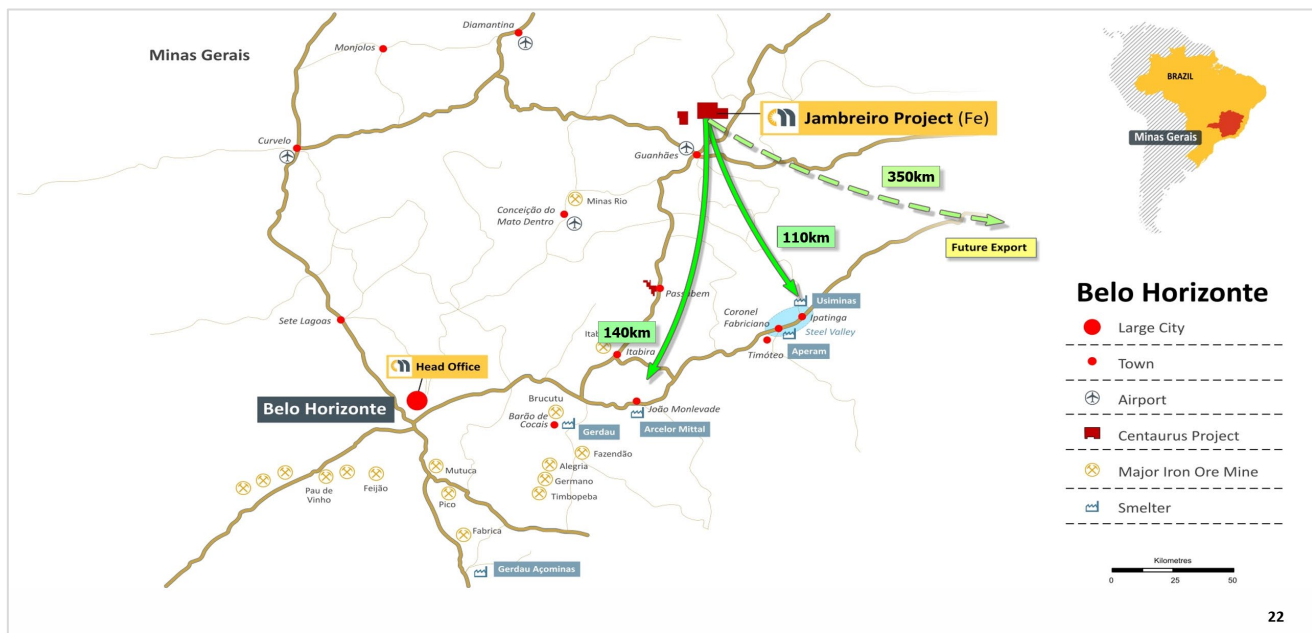 Minas Gerais
Diamantina
Monjolos
BRAZIL
Minas Gerais
Jambreiro Project (Fe)
Curvelo
Guanhães
350km
Minas Rio
Conceição do
Mato Dentro
110km
Future Export
Passabem
Usiminas
Coronel
Fabriciano
Ipatinga
Steel Valley
Timóteo
Aperam
Sete Lagoas
140km
Itabira
Head Office
Belo Horizonte
Brucutu
Barão de
Cocais
Gerdau
João Monlevade
Arcelor Mittal
Fazendão
Alegria
Germano
Timbopeba
Mutuca
Pico
Pau de
Vinho
Feijão
Fabrica
Gerdau Açominas
Belo Horizonte
Large City
Town
Airport
Centaurus Project
Major Iron Ore Mine
Smelter
Kilometres
0 25 50
22